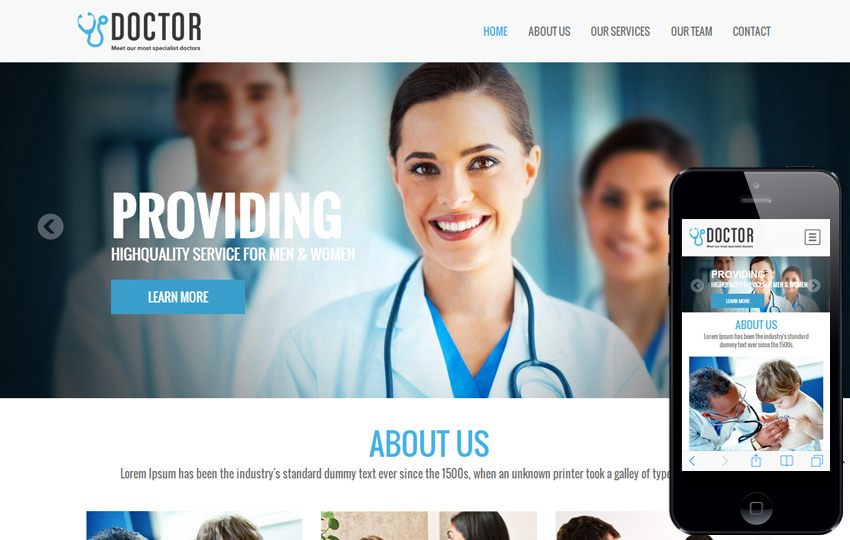 DOCTOR
Meet our most specialist doctors
HOME ABOUT US OUR SERVICES OUR TEAM CONTACT
PROVIDING
HIGHQUALITY SERVICE FOR MEN & WOMEN
LEARN MORE
ABOUT US
Lorem Ipsum has been the industry's standard dummy text ever since the 1500s, when an unknown printer took a galley of type
DOCTOR
Meet our most specialist doctors
PROVIDING
HIGHQUALITY SERVICE FOR MEN & WOMEN
LEARN MORE
ABOUT US
Lorem Ipsum has been the industry's standard
dummy text ever since the 1500s.